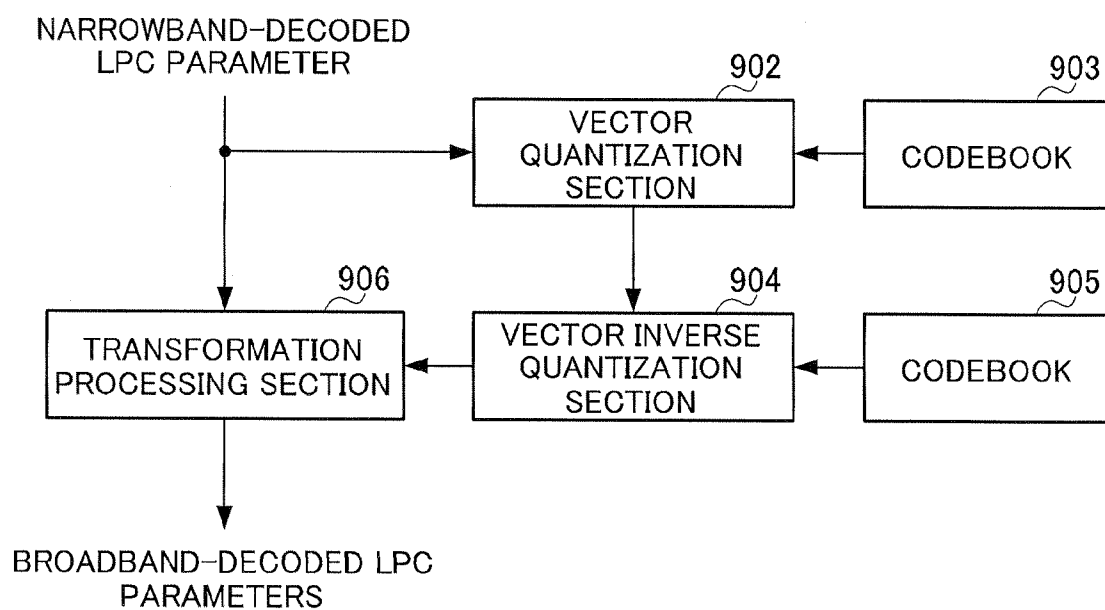 NARROWBAND-DECODED
LPC PARAMETER
902
903
VECTOR
QUANTIZATION
SECTION
CODEBOOK
906
904
905
TRANSFORMATION
PROCESSING SECTION
VECTOR INVERSE
QUANTIZATION
SECTION
CODEBOOK
BROADBAND-DECODED LPC
PARAMETERS